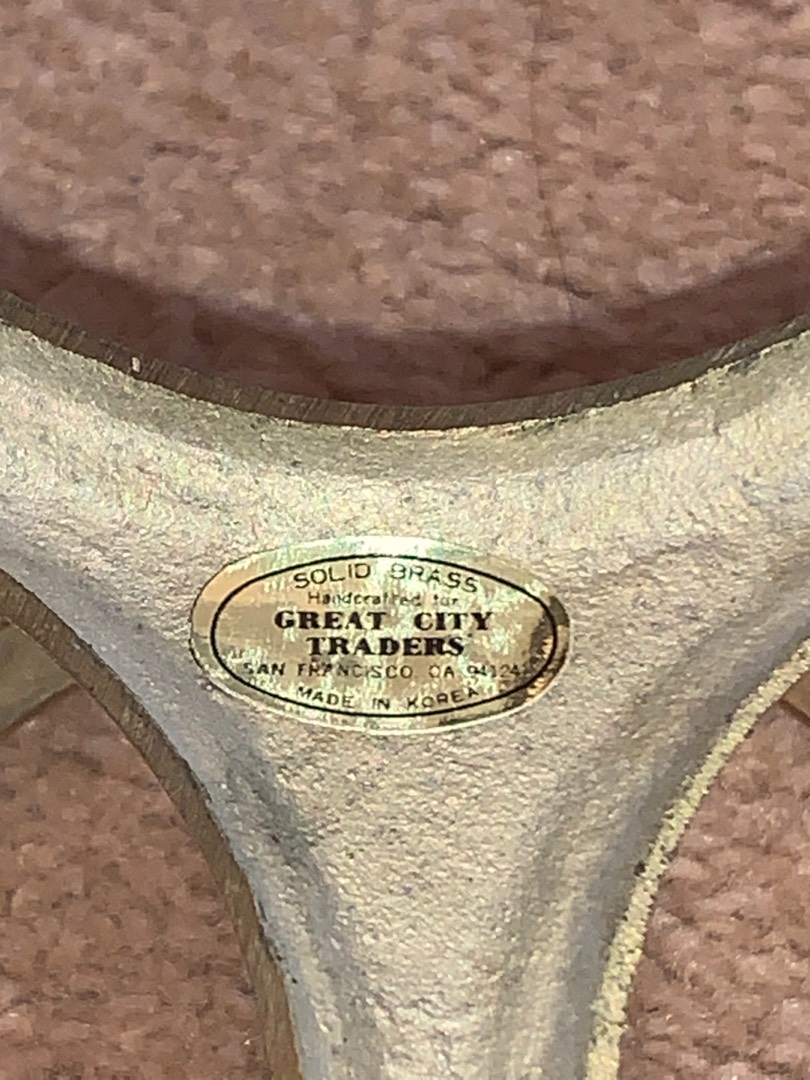 SOLID BRASS
Handcrafted for
GREAT CITY
TRADERS
SAN FRANCISCO CA 94124
MADE IN KOREA